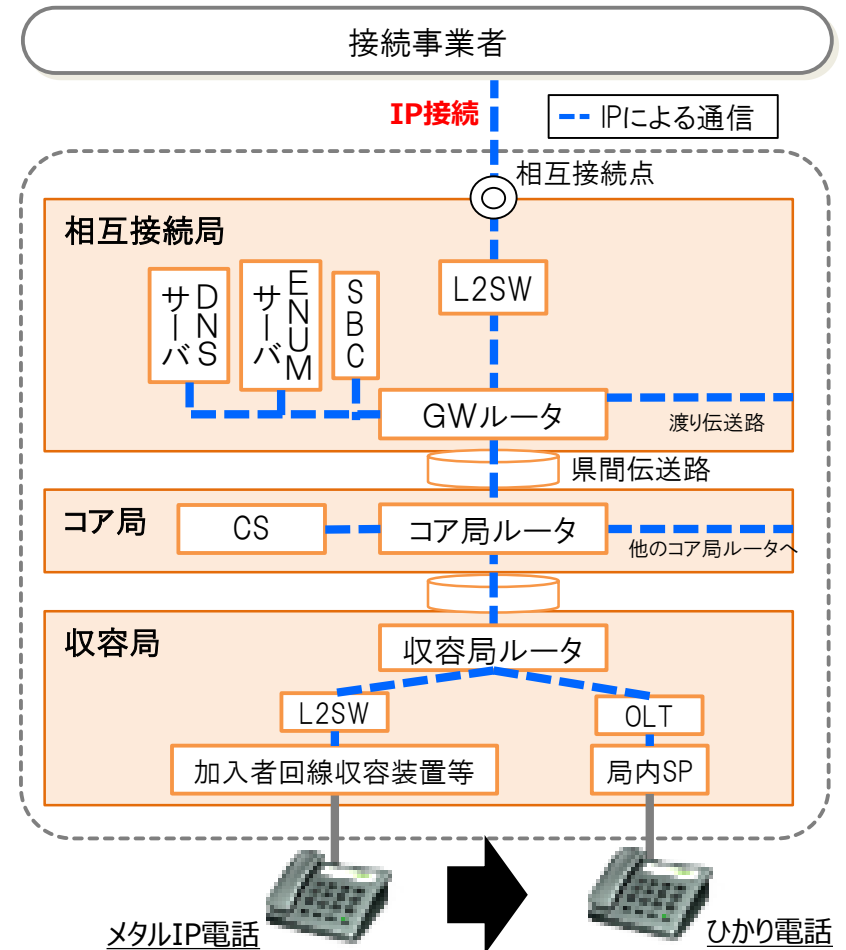 接続事業者
IP接続
IPによる通信
相互接続点
相互接続局
DNSサーバ
ENUMサーバ
SBC
L2SW
GWルータ
渡り伝送路
県間伝送路
コア局
CS
コア局ルータ
他のコア局ルータへ
収容局
収容局ルータ
L2SW
OLT
加入者回線収容装置等
局内SP
メタルIP電話
ひかり電話